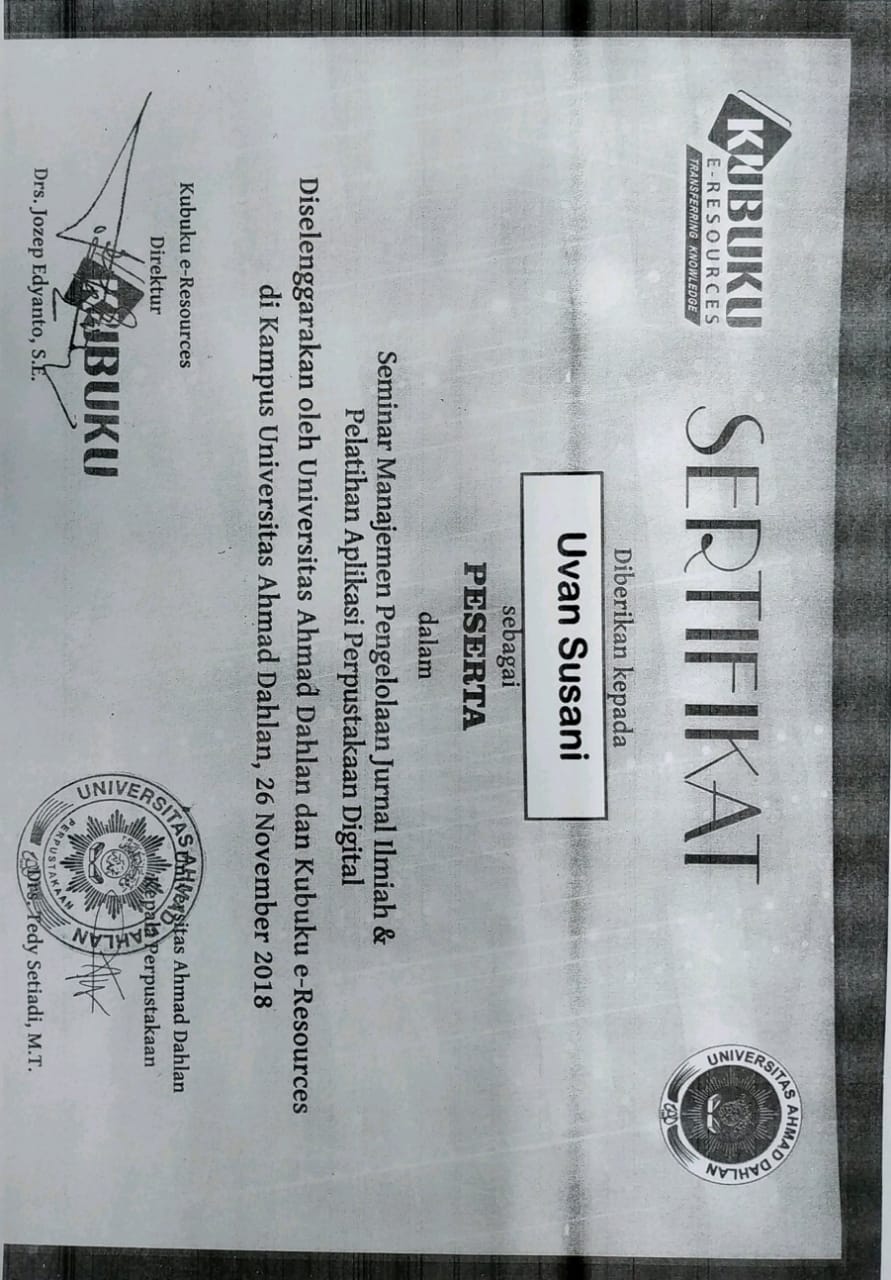 KUBUKU
E-RESOURCES
TRANSFERRING KNOWLEDGE
SERTIFIKAT
UNIVERSITAS AHMAD DAHLAN
Diberikan kepada
Uvan Susani
sebagai
PESERTA
dalam
Seminar Manajemen Pengelolaan Jurnal Ilmiah &
Pelatihan Aplikasi Perpustakaan Digital
Diselenggarakan oleh Universitas Ahmad Dahlan dan Kubuku e-Resources
di Kampus Universitas Ahmad Dahlan, 26 November 2018
Kubuku e-Resources
Direktur
KUBUKU
Drs. Jozep Edyanto, S.E.
Universitas Ahmad Dahlan
Kepala Perpustakaan
UNIVERSITAS AHMAD DAHLAN
PERPUSTAKAAN
Drs. Tedy Setiadi, M.T.